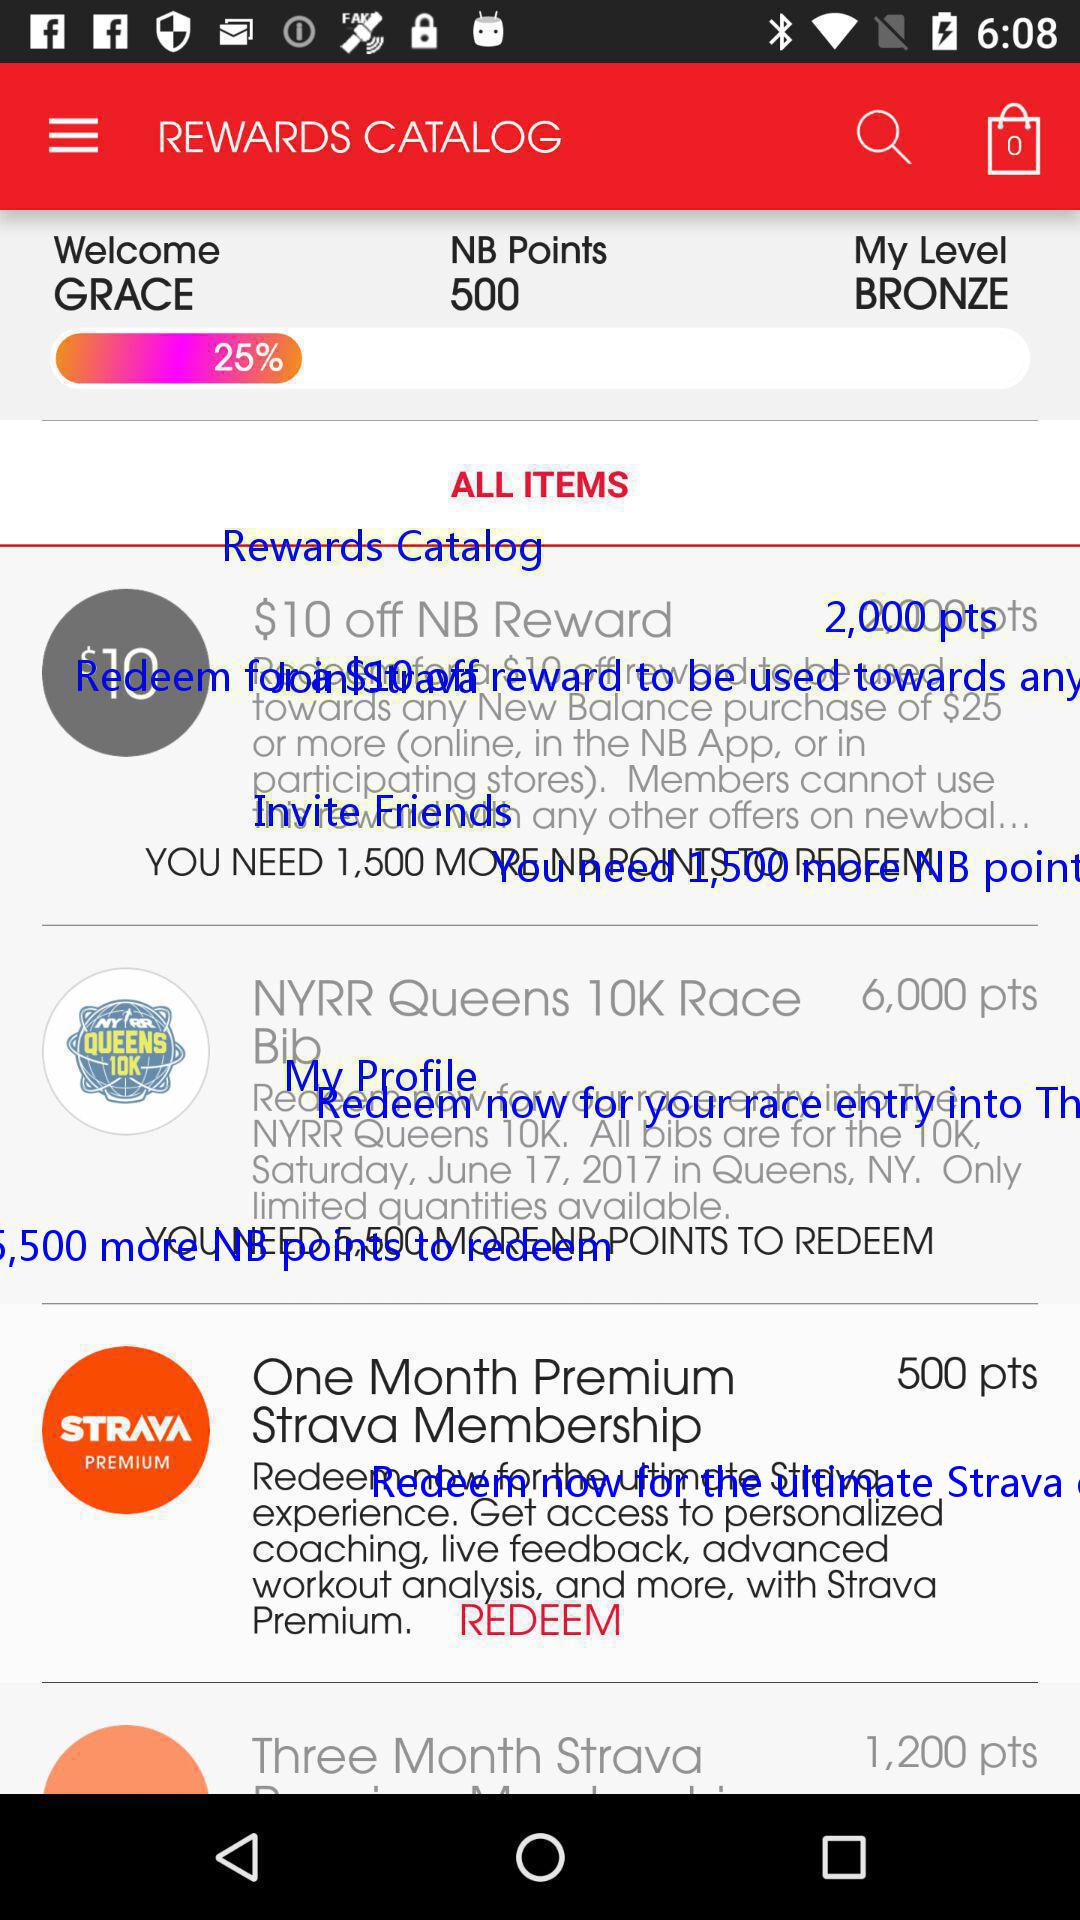 FAKE
6:08
REWARDS CATALOG
0
Welcome NB Points My Level
GRACE 500 BRONZE
25%
ALL ITEMS
Rewards Catalog
$10
$10 off NB Reward 2,000 pts
2,000 pts
Redeem for a $10 off reward to be used towards any
Join Strava
Redeem for a $10 off reward to be used
towards any New Balance purchase of $25
or more (online, in the NB App, or in
participating stores).  Members cannot use
Invite Friends
this reward with any other offers on newbal...
YOU NEED 1,500 MORE NB POINTS TO REDEEM
You need 1,500 more NB point
NY RR
QUEENS
10K
NYRR Queens 10K Race 6,000 pts
Bib
My Profile
Redeem now for your race entry into Th
Redeem now for your race entry into The
NYRR Queens 10K.  All bibs are for the 10K,
Saturday, June 17, 2017 in Queens, NY.  Only
limited quantities available.
YOU NEED 5,500 MORE NB POINTS TO REDEEM
5,500 more NB points to redeem
STRAVA
PREMIUM
One Month Premium 500 pts
Strava Membership
Redeem now for the ultimate Strava
Redeem now for the ultimate Strava
experience. Get access to personalized
coaching, live feedback, advanced
workout analysis, and more, with Strava
Premium.
REDEEM
Three Month Strava 1,200 pts